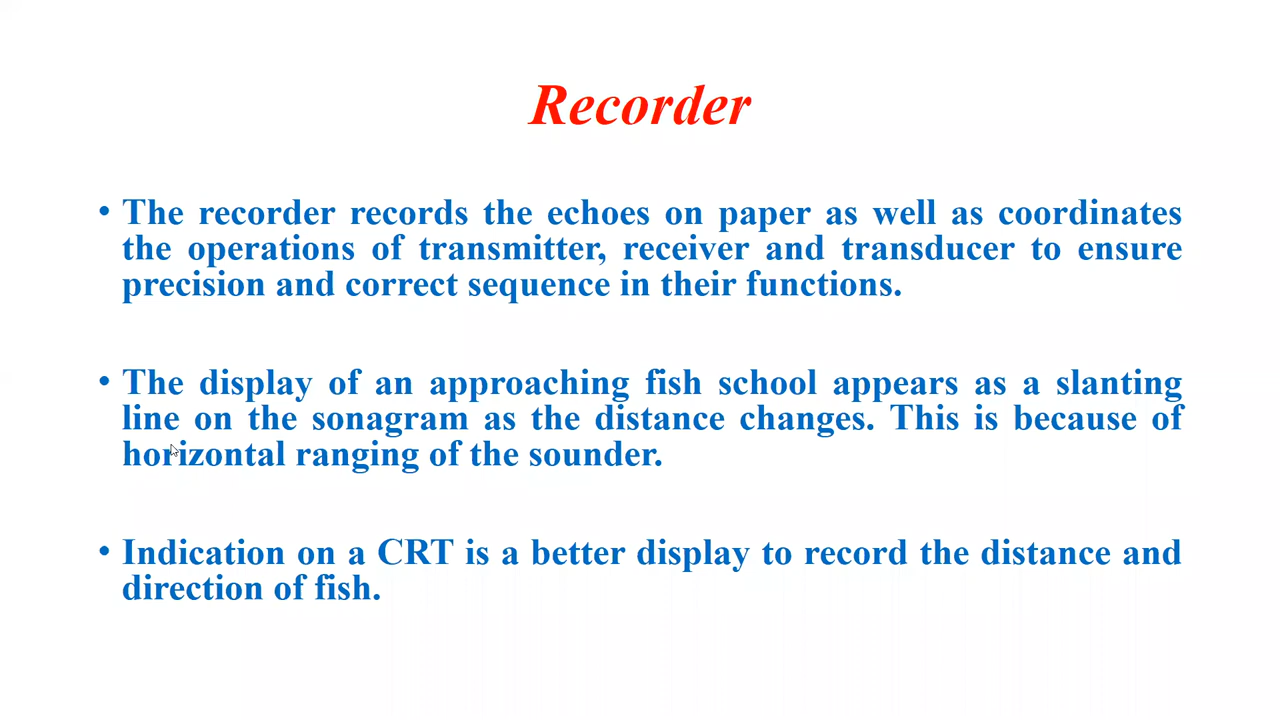 Recorder
• The recorder records the echoes on paper as well as coordinates
the operations of transmitter, receiver and transducer to ensure
precision and correct sequence in their functions.
• The display of an approaching fish school appears as a slanting
line on the sonagram as the distance changes. This is because of
horizontal ranging of the sounder.
• Indication on a CRT is a better display to record the distance and
direction of fish.